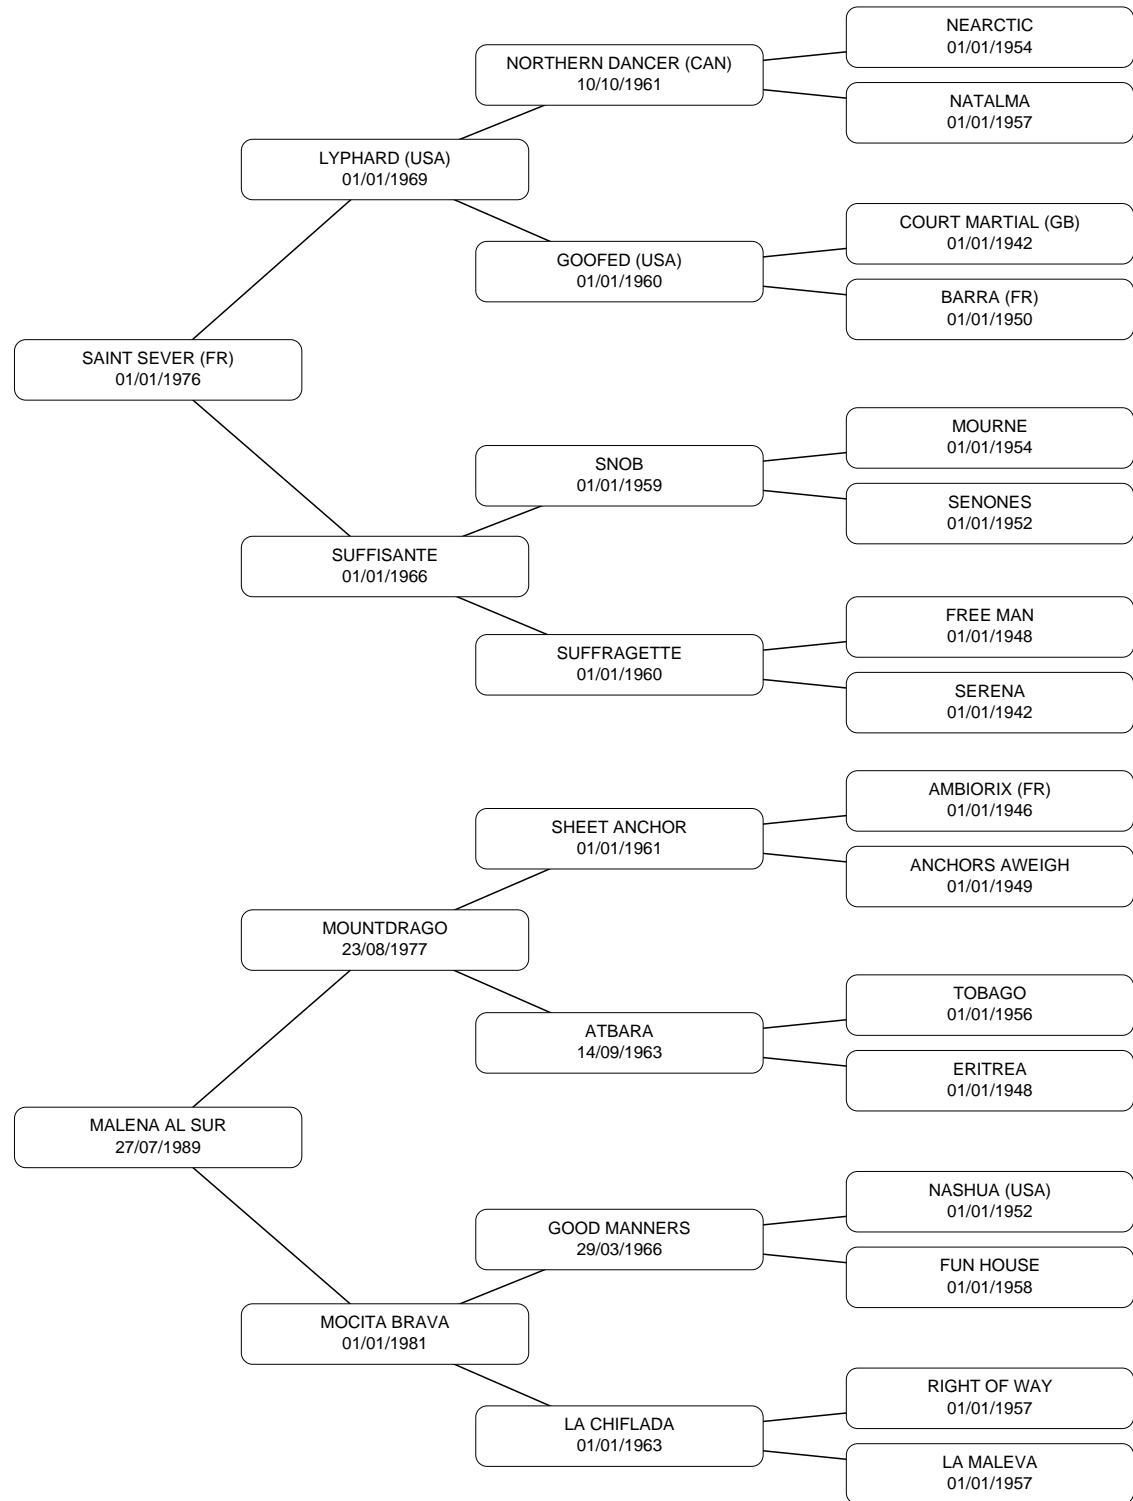 NEARCTIC
01/01/1954
NORTHERN DANCER (CAN)
10/10/1961
NATALMA
01/01/1957
LYPHARD (USA)
01/01/1969
COURT MARTIAL (GB)
01/01/1942
GOOFED (USA)
01/01/1960
BARRA (FR)
01/01/1950
SAINT SEVER (FR)
01/01/1976
MOURNE
01/01/1954
SNOB
01/01/1959
SENONES
01/01/1952
SUFFISANTE
01/01/1966
FREE MAN
01/01/1948
SUFFRAGETTE
01/01/1960
SERENA
01/01/1942
AMBIORIX (FR)
01/01/1946
SHEET ANCHOR
01/01/1961
ANCHORS AWEIGH
01/01/1949
MOUNTDRAGO
23/08/1977
TOBAGO
01/01/1956
ATBARA
14/09/1963
ERITREA
01/01/1948
MALENA AL SUR
27/07/1989
NASHUA (USA)
01/01/1952
GOOD MANNERS
29/03/1966
FUN HOUSE
01/01/1958
MOCITA BRAVA
01/01/1981
RIGHT OF WAY
01/01/1957
LA CHIFLADA
01/01/1963
LA MALEVA
01/01/1957